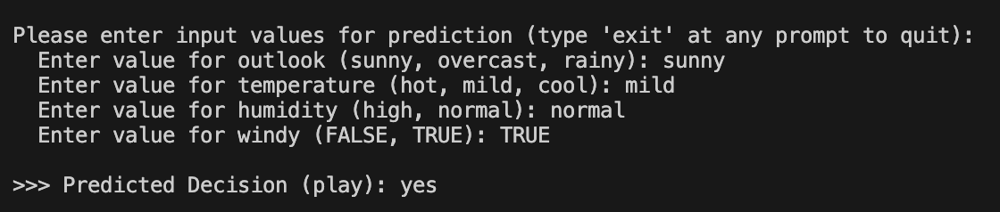 Please enter input values for prediction (type 'exit' at any prompt to quit):
Enter value for outlook (sunny, overcast, rainy): sunny
Enter value for temperature (hot, mild, cool): mild
Enter value for humidity (high, normal): normal
Enter value for windy (FALSE, TRUE): TRUE
>>> Predicted Decision (play): yes